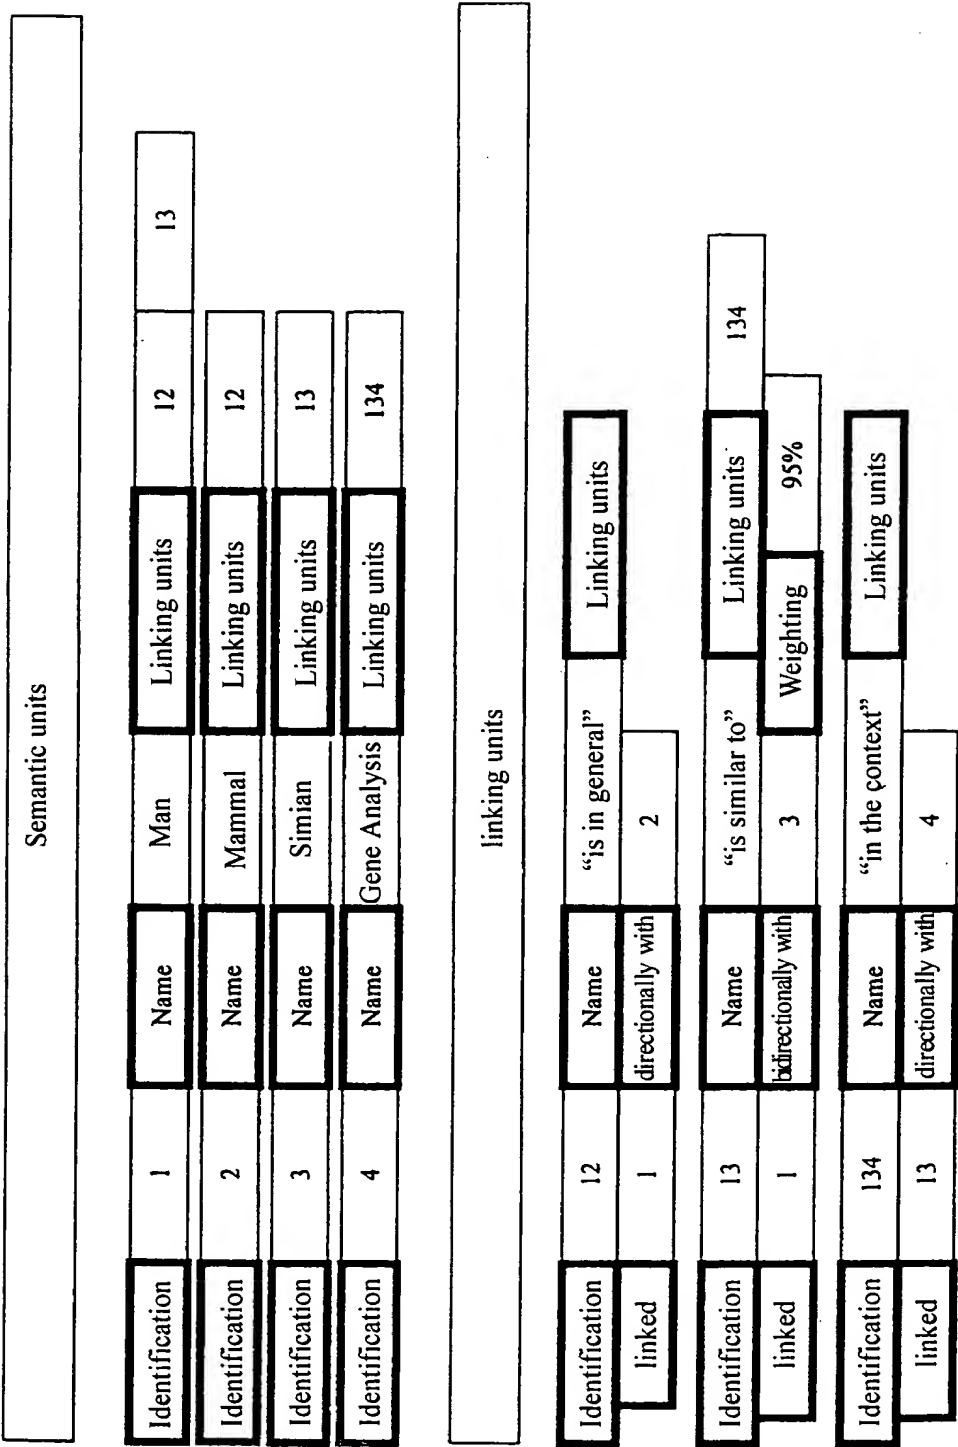 Semantic units
Identification 1 Name Man Linking units 12 13
Identification 2 Name Mammal Linking units 12
Identification 3 Name Simian Linking units 13
Identification 4 Name Gene Analysis Linking units 134
linking units
Identification 12 Name “is in general” Linking units
linked 1 directionally with 2
Identification 13 Name “is similar to” Linking units 134
linked 1 bidirectionally with 3 Weighting 95%
Identification 134 Name “in the context” Linking units
linked 13 directionally with 4